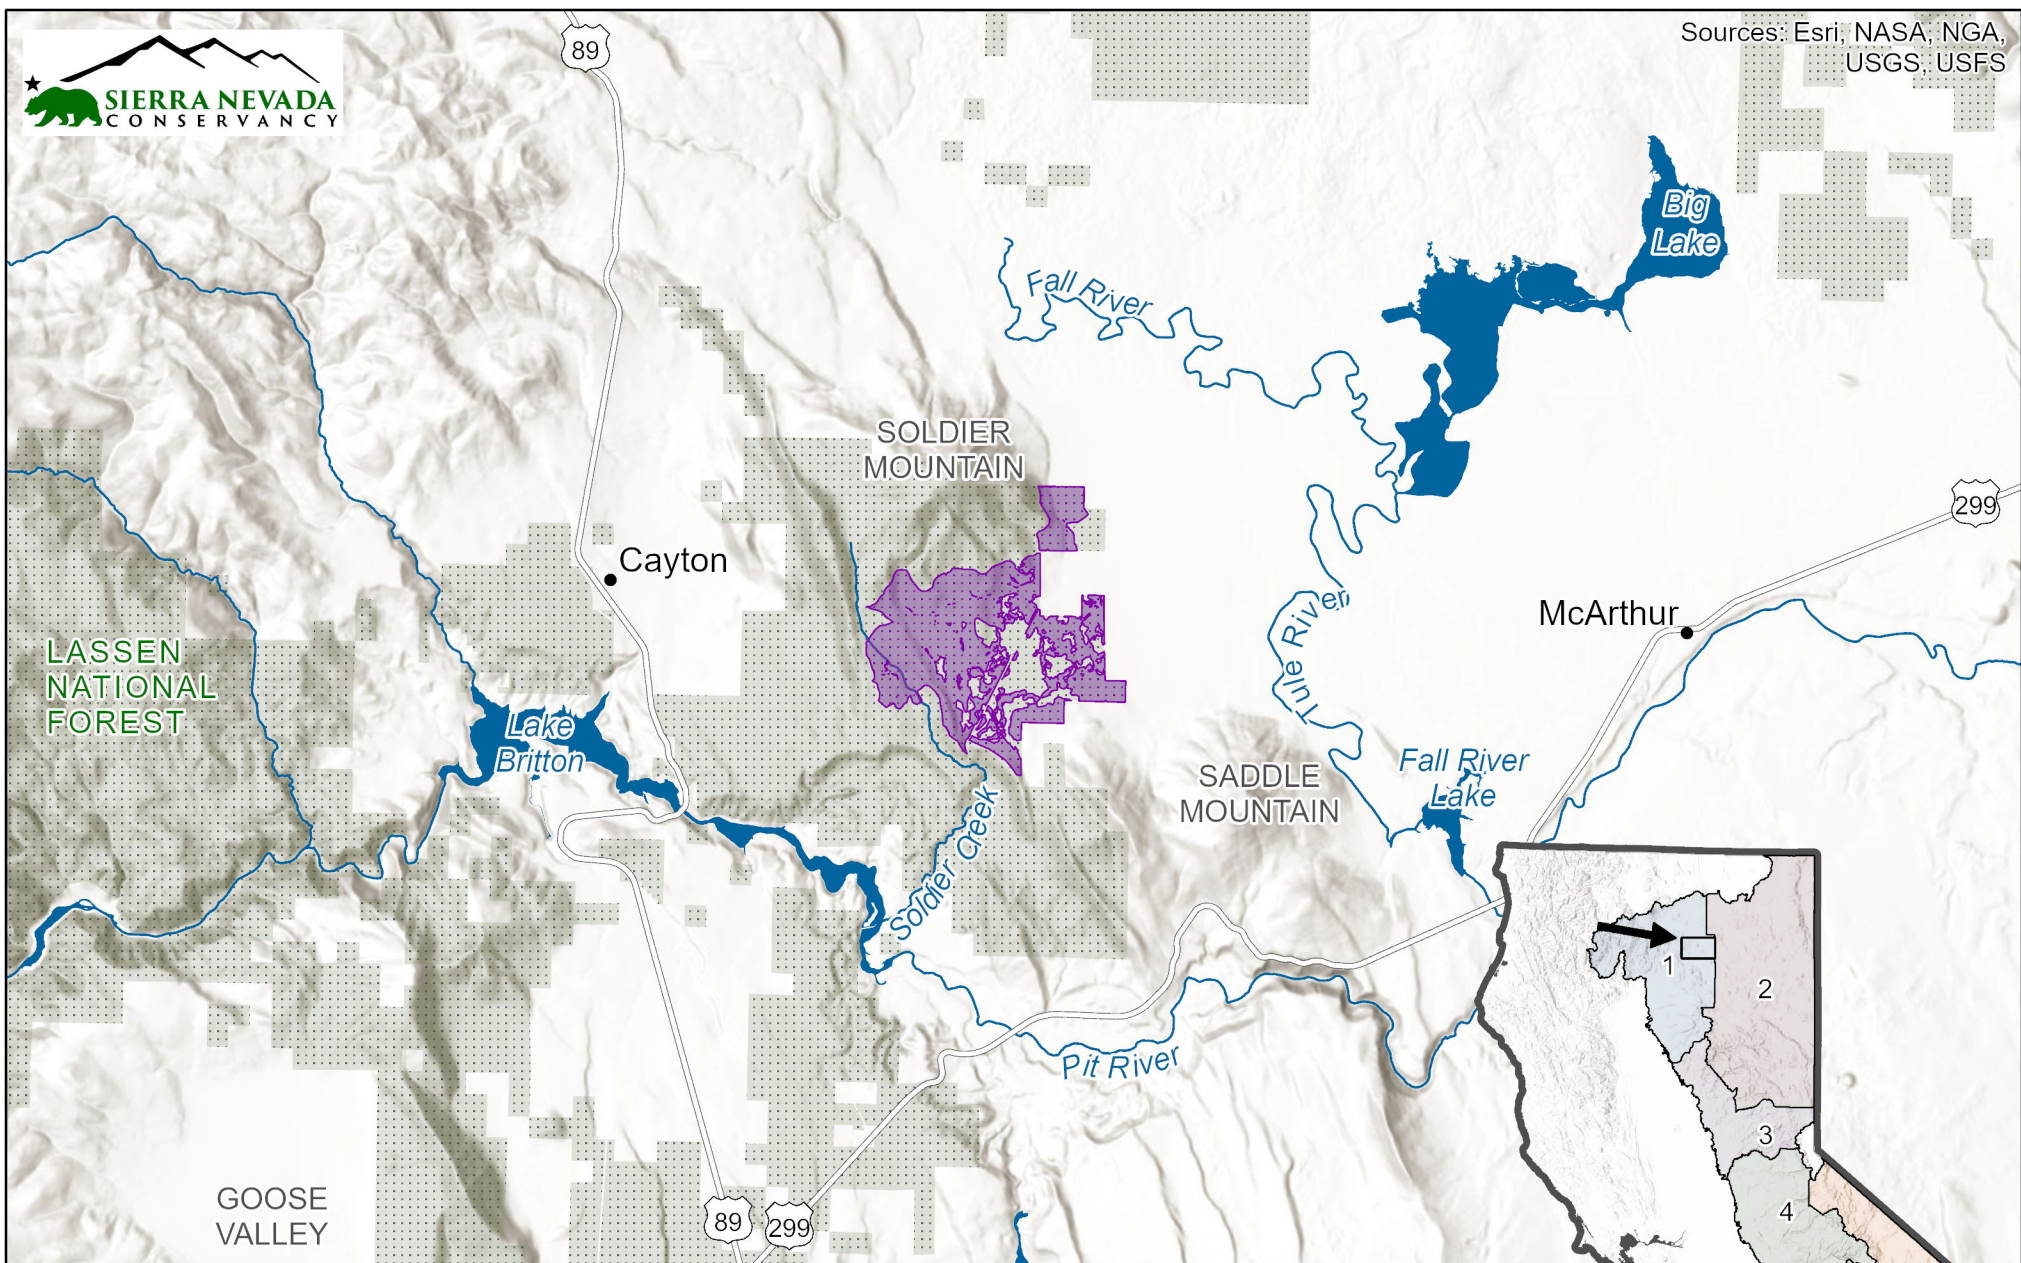 89
Sources: Esri, NASA, NGA,
USGS, USFS
SIERRA NEVADA
CONSERVANCY
Big
Lake
Fall River
SOLDIER
MOUNTAIN
299
Cayton
McArthur
Tule River
LASSEN
NATIONAL
FOREST
Lake
Britton
Fall River
Lake
SADDLE
MOUNTAIN
Soldier Creek
Pit River
1
2
3
4
GOOSE
VALLEY
89
299